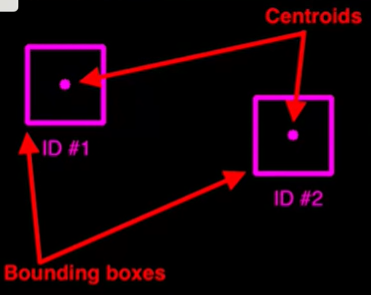 Centroids
ID #1
ID #2
Bounding boxes